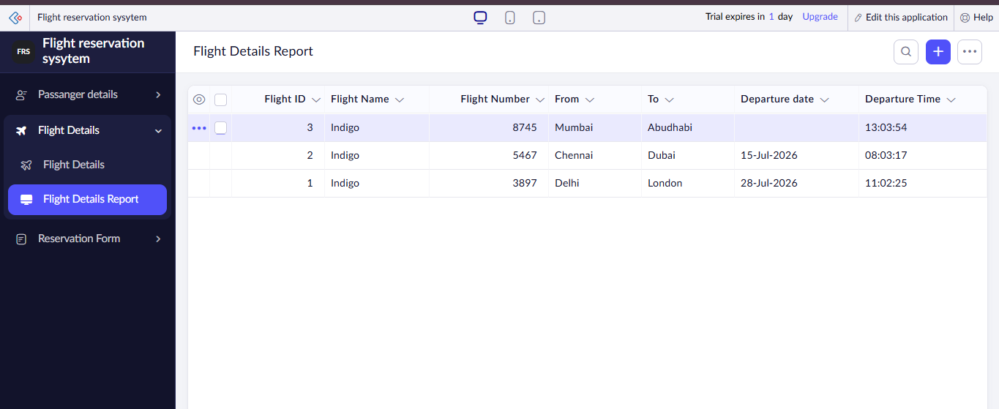 Flight reservation sysytem
Trial expires in 1 day Upgrade Edit this application Help
FRS Flight reservation
sysytem
Flight Details Report
Passanger details
Flight Details
Flight Details
Flight Details Report
Reservation Form
Flight ID Flight Name Flight Number From To Departure date Departure Time
3 Indigo 8745 Mumbai Abudhabi 13:03:54
2 Indigo 5467 Chennai Dubai 15-Jul-2026 08:03:17
1 Indigo 3897 Delhi London 28-Jul-2026 11:02:25